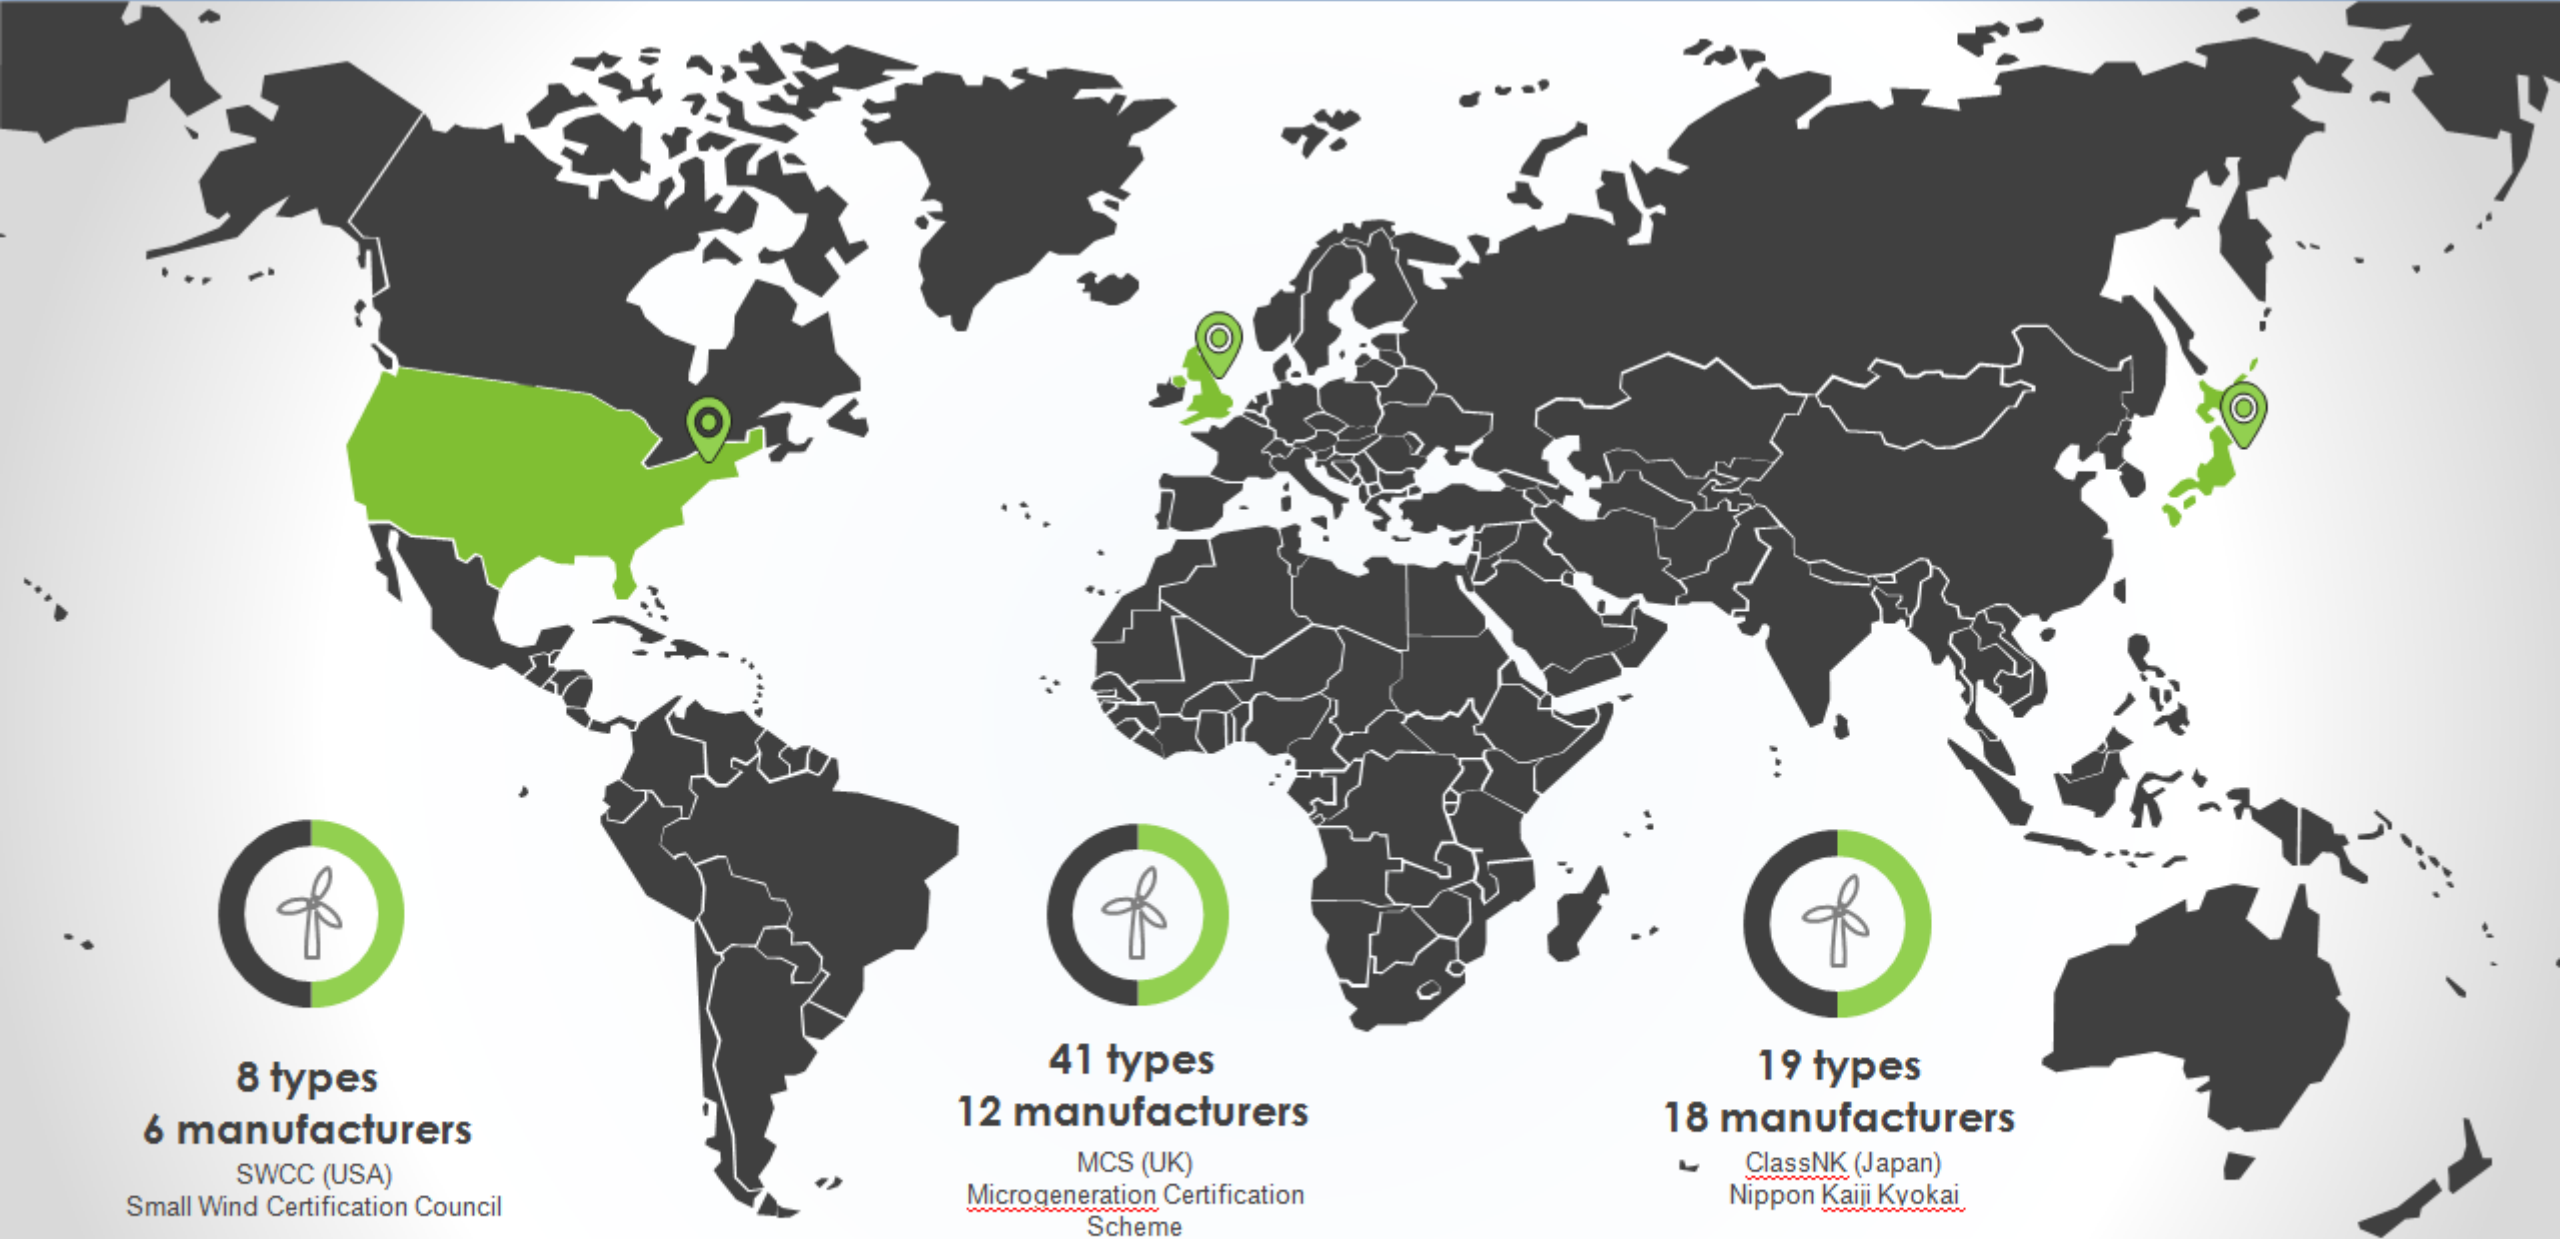 8 types
6 manufacturers
SWCC (USA)
Small Wind Certification Council
41 types
12 manufacturers
MCS (UK)
Microgeneration Certification
Scheme
19 types
18 manufacturers
ClassNK (Japan)
Nippon Kaiji Kyokai